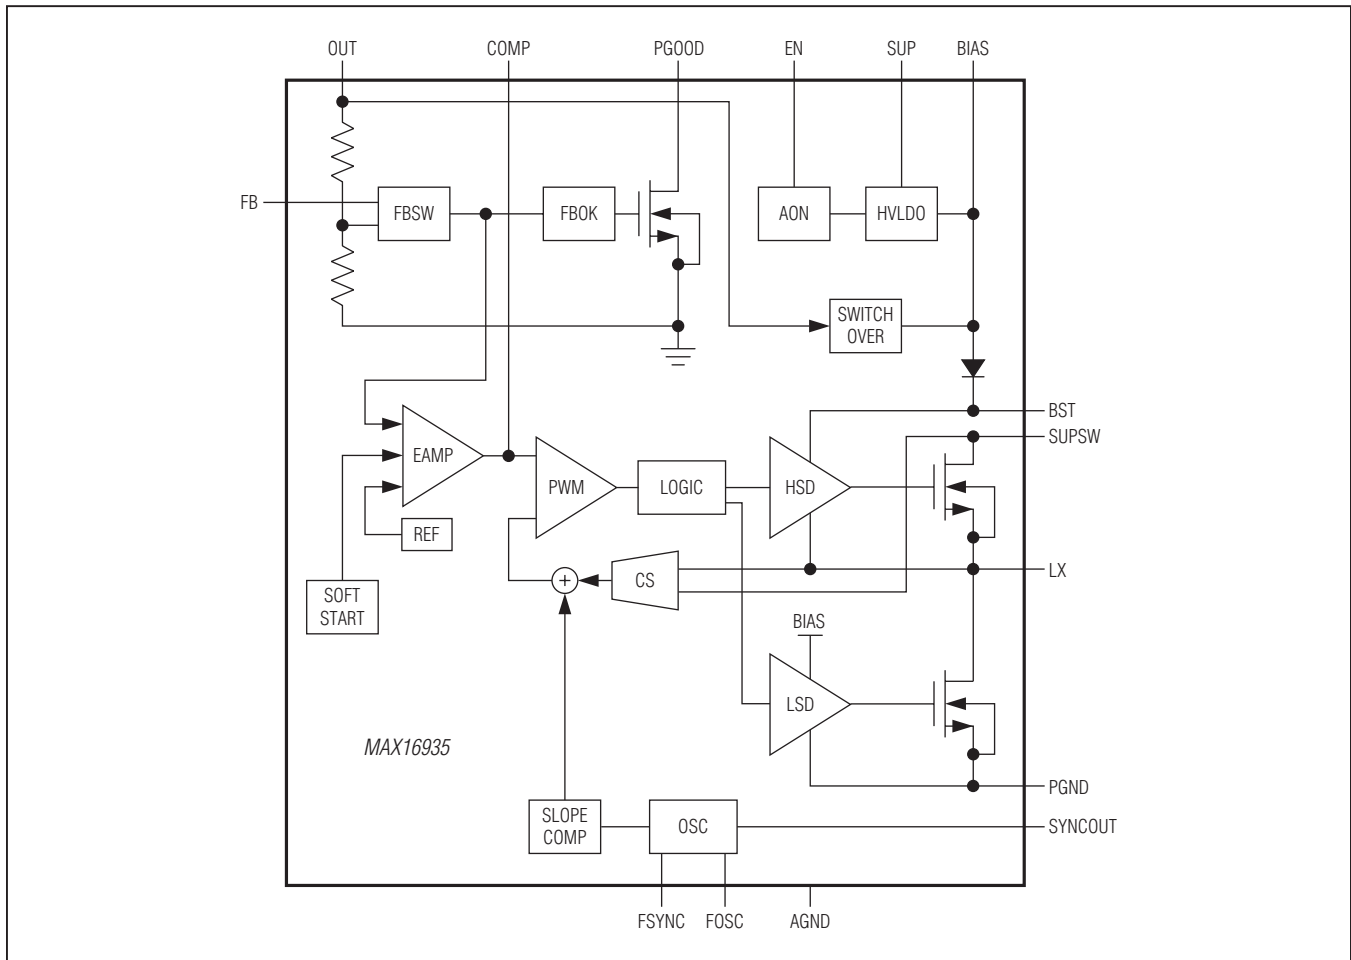 OUT COMP PGOOD EN SUP BIAS
FB
FBSW
FBOK
AON
HVLDO
SWITCH
OVER
BST
SUPSW
EAMP
PWM
LOGIC
HSD
REF
LX
CS
+
SOFT
START
BIAS
LSD
MAX16935
PGND
SLOPE
COMP
OSC
SYNCOUT
FSYNC FOSC AGND